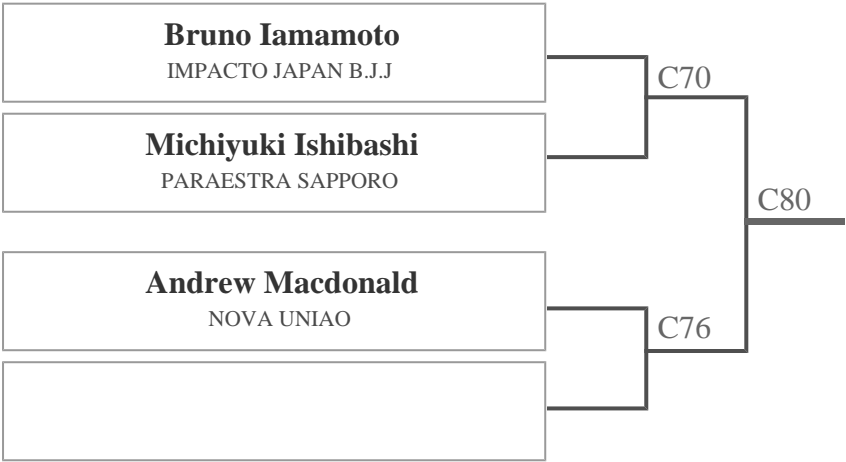 Bruno Iamamoto
IMPACTO JAPAN B.J.J
C70
Michiyuki Ishibashi
PARAESTRA SAPPORO
C80
Andrew Macdonald
NOVA UNIAO
C76